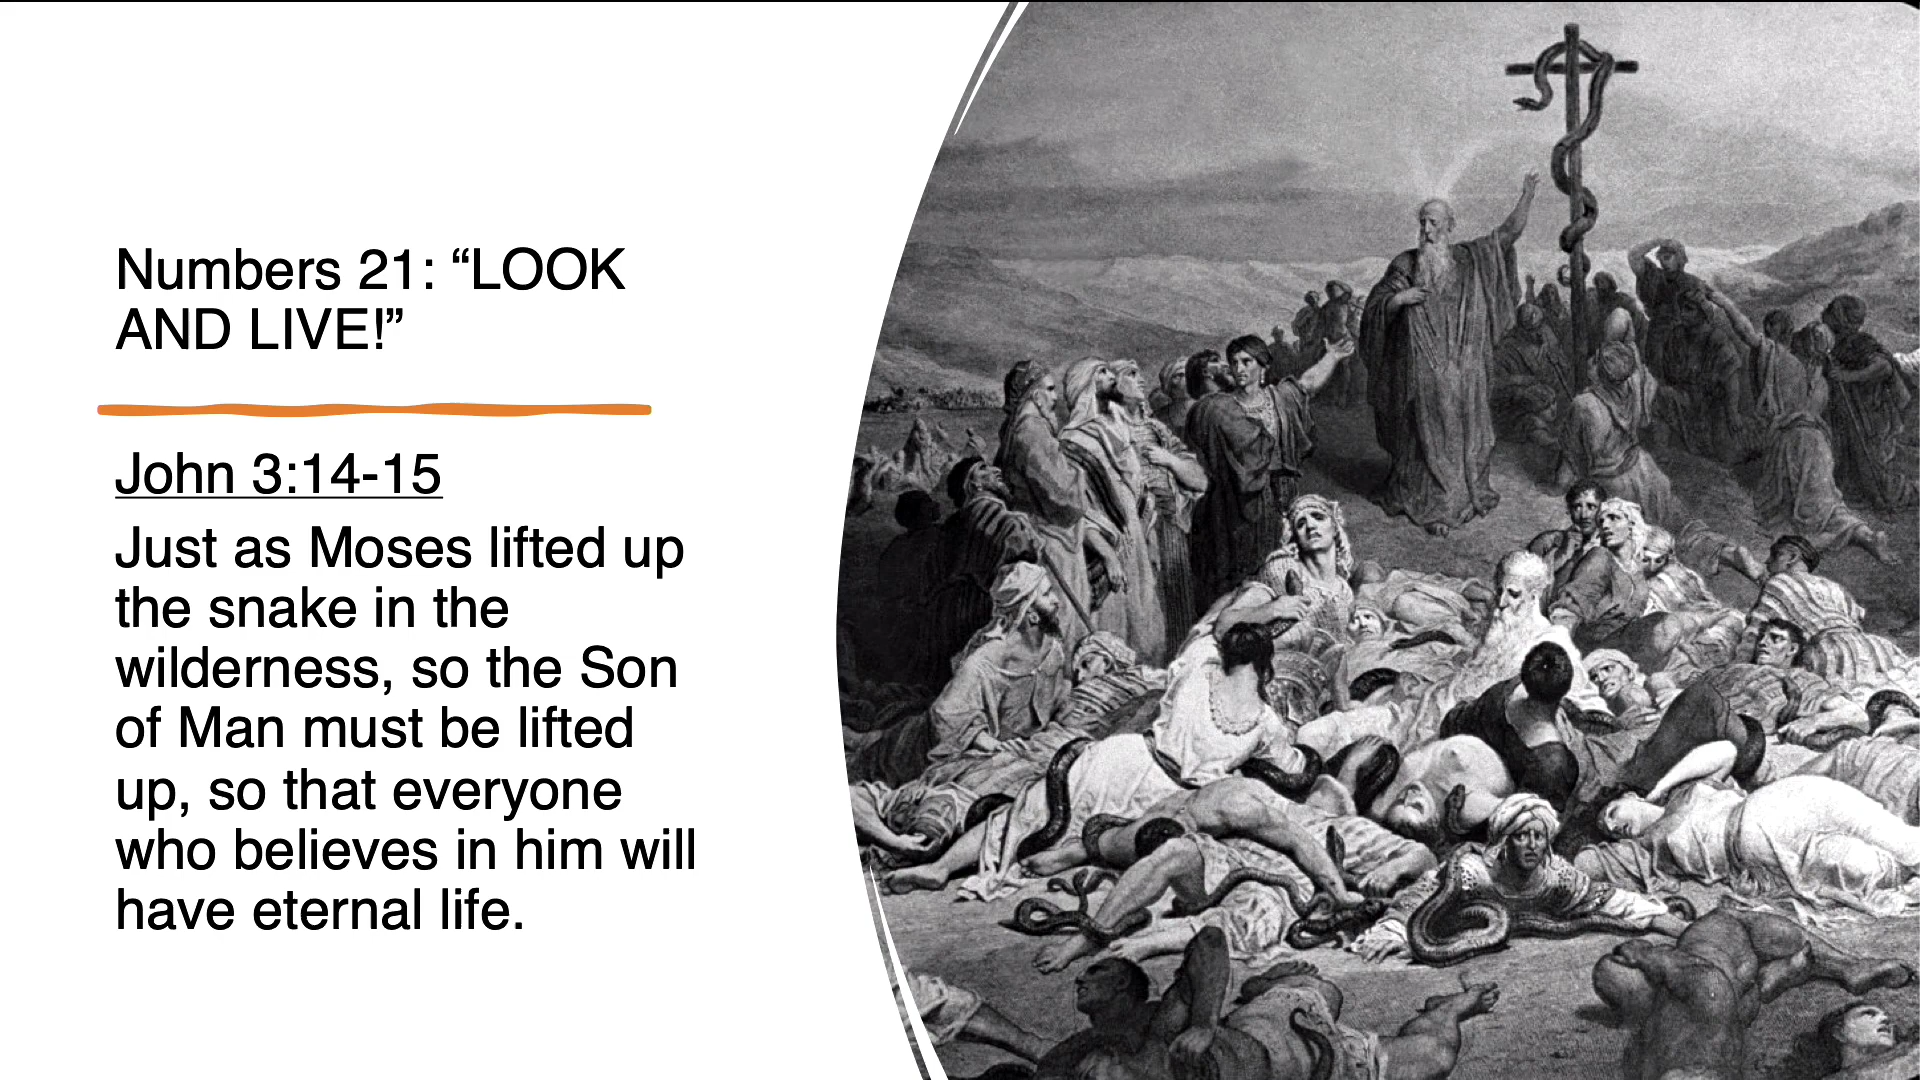 Numbers 21: “LOOK
AND LIVE!”
John 3:14-15
Just as Moses lifted up
the snake in the
wilderness, so the Son
of Man must be lifted
up, so that everyone
who believes in him will
have eternal life.